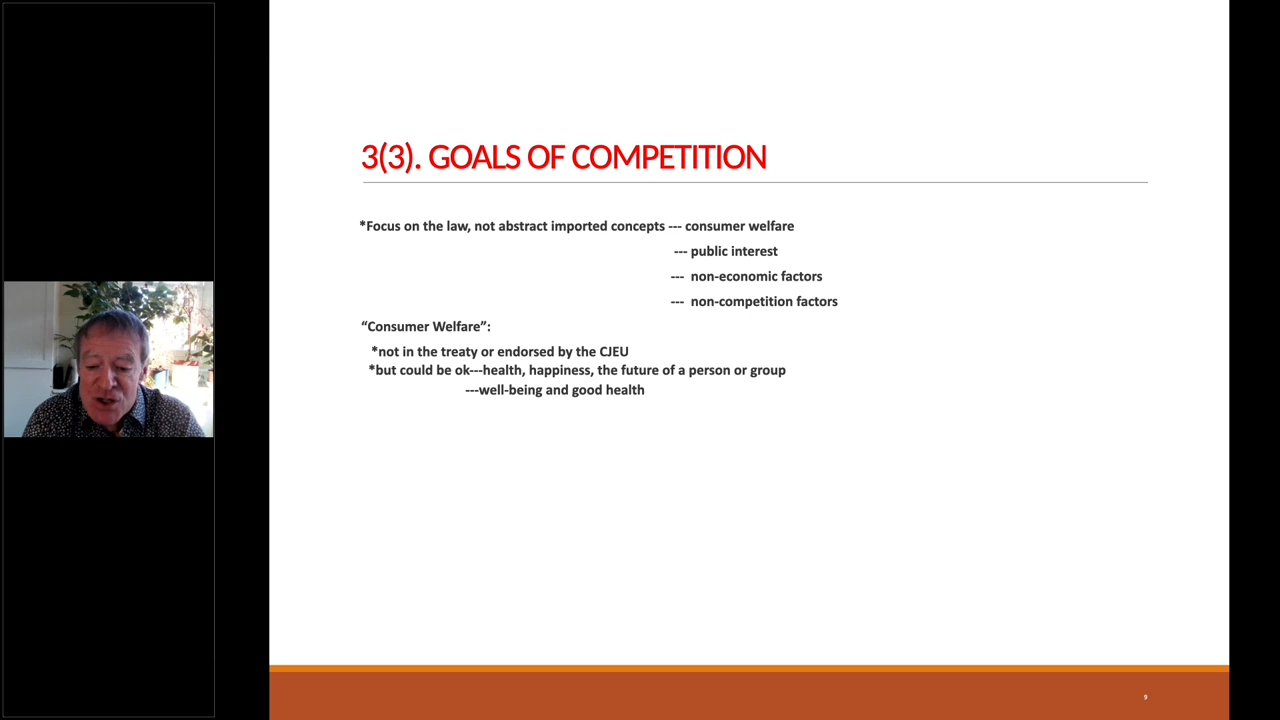 3(3). GOALS OF COMPETITION
*Focus on the law, not abstract imported concepts --- consumer welfare
--- public interest
--- non-economic factors
--- non-competition factors
“Consumer Welfare”:
*not in the treaty or endorsed by the CJEU
*but could be ok---health, happiness, the future of a person or group
---well-being and good health
9